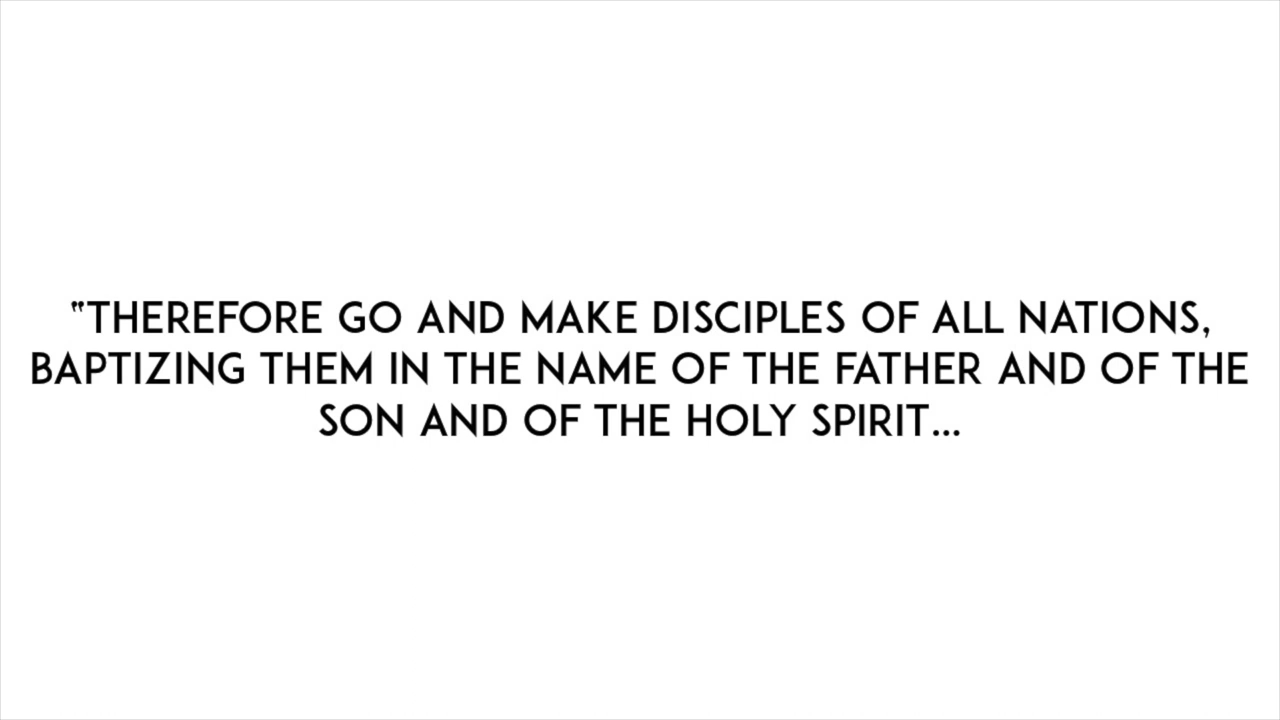 “THEREFORE GO AND MAKE DISCIPLES OF ALL NATIONS,
BAPTIZING THEM IN THE NAME OF THE FATHER AND OF THE
SON AND OF THE HOLY SPIRIT...